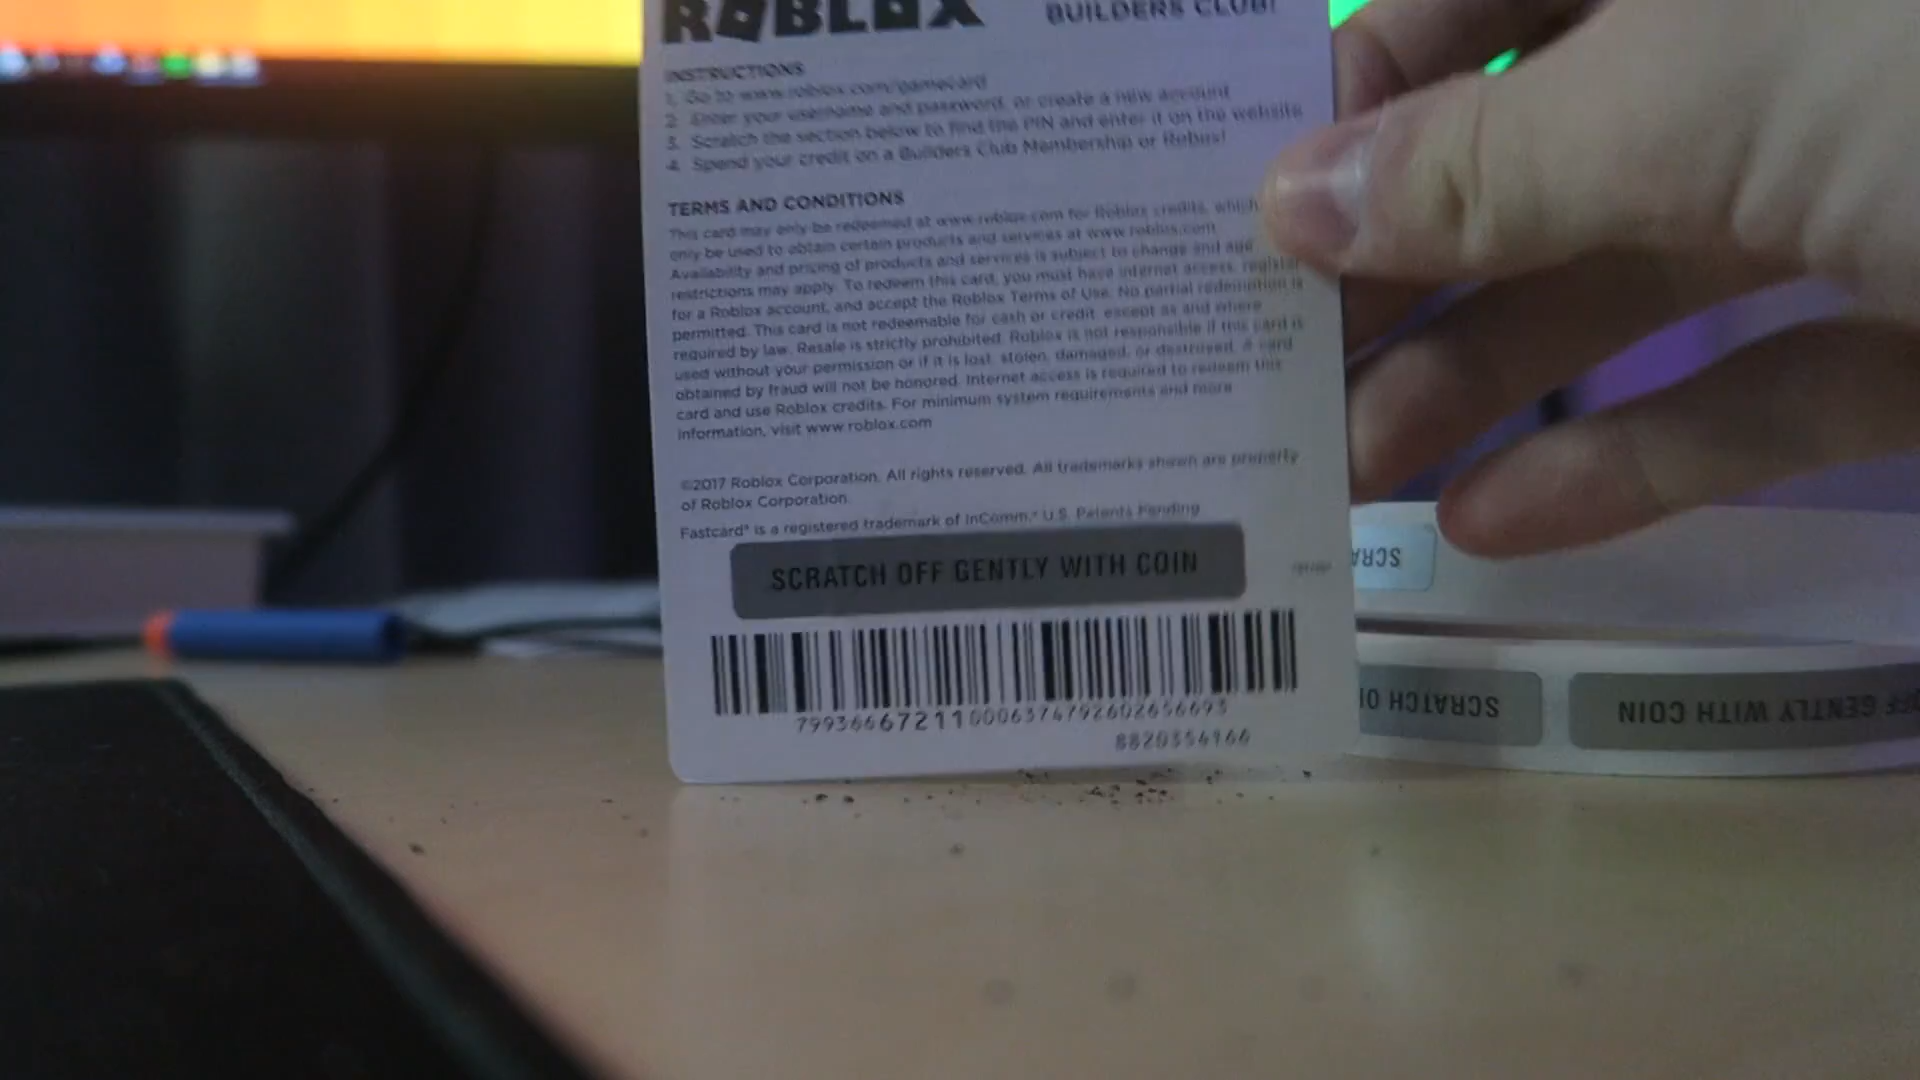 ROBLOX
BUILDERS CLUB!
INSTRUCTIONS
1. Go to www.roblox.com/gamecard
2. Enter your username and password, or create a new account
3. Scratch the section below to find the PIN and enter it on the website
4. Spend your credit on a Builders Club Membership or Robux!
TERMS AND CONDITIONS
This card may only be redeemed at www.roblox.com for Roblox credits, which
only be used to obtain certain products and services at www.roblox.com.
Availability and pricing of products and services is subject to change and age
restrictions may apply. To redeem this card, you must have internet access, register
for a Roblox account, and accept the Roblox Terms of Use. No partial redemption is
permitted. This card is not redeemable for cash or credit, except as and where
required by law. Resale is strictly prohibited. Roblox is not responsible if this card is
used without your permission or if it is lost, stolen, damaged, or destroyed. A card
obtained by fraud will not be honored. Internet access is required to redeem this
card and use Roblox credits. For minimum system requirements and more
information, visit www.roblox.com
©2017 Roblox Corporation. All rights reserved. All trademarks shown are property
of Roblox Corporation.
Fastcard® is a registered trademark of InComm.® U.S. Patents Pending
SCRATCH OFF GENTLY WITH COIN
799366672110006374792602656693
8820354166
SCRA
SCRATCH O
FF GENTLY WITH COIN